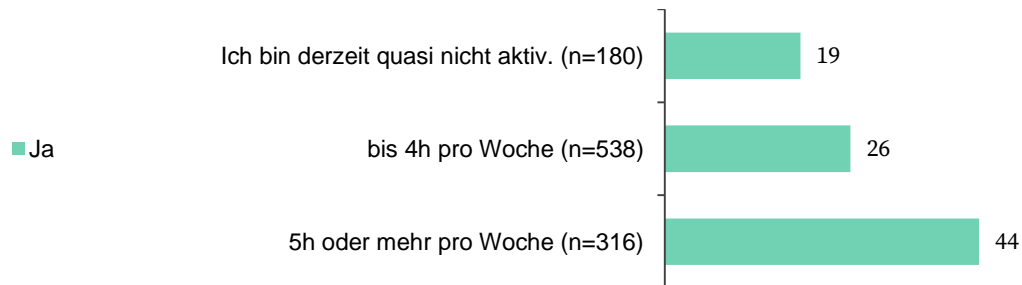 Ich bin derzeit quasi nicht aktiv. (n=180) 19
Ja bis 4h pro Woche (n=538) 26
5h oder mehr pro Woche (n=316) 44